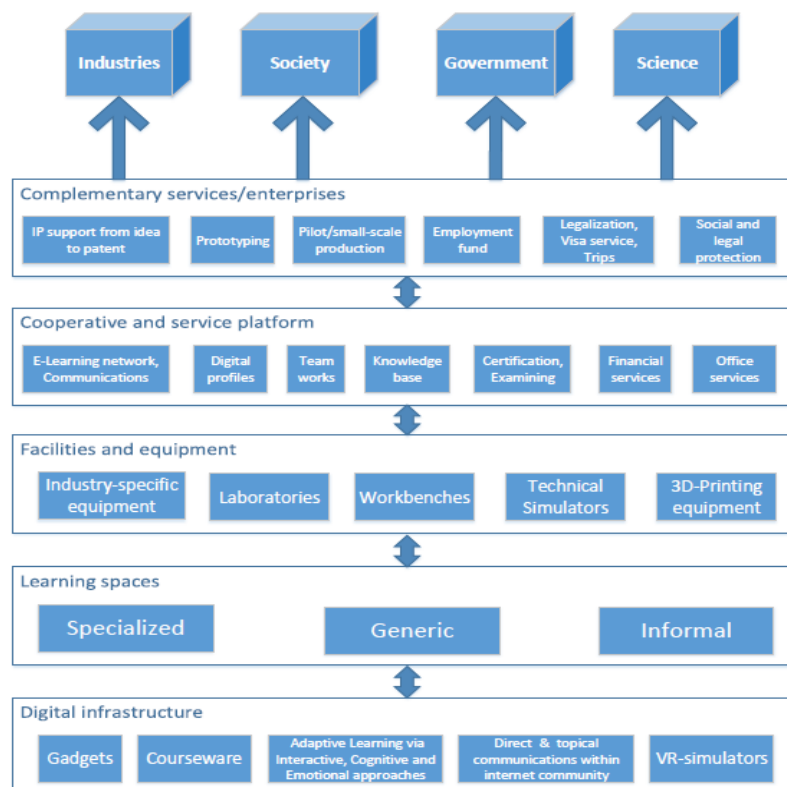 Industries
Society
Government
Science
Complementary services/enterprises
IP support from idea
to patent
Prototyping
Pilot/small-scale
production
Employment
fund
Legalization,
Visa service,
Trips
Social and
legal
protection
Cooperative and service platform
E-Learning network,
Communications
Digital
profiles
Team
works
Knowledge
base
Certification,
Examining
Financial
services
Office
services
Facilities and equipment
Industry-specific
equipment
Laboratories
Workbenches
Technical
Simulators
3D-Printing
equipment
Learning spaces
Specialized
Generic
Informal
Digital infrastructure
Gadgets
Courseware
Adaptive Learning via
Interactive, Cognitive and
Emotional approaches
Direct & topical
communications within
internet community
VR-simulators